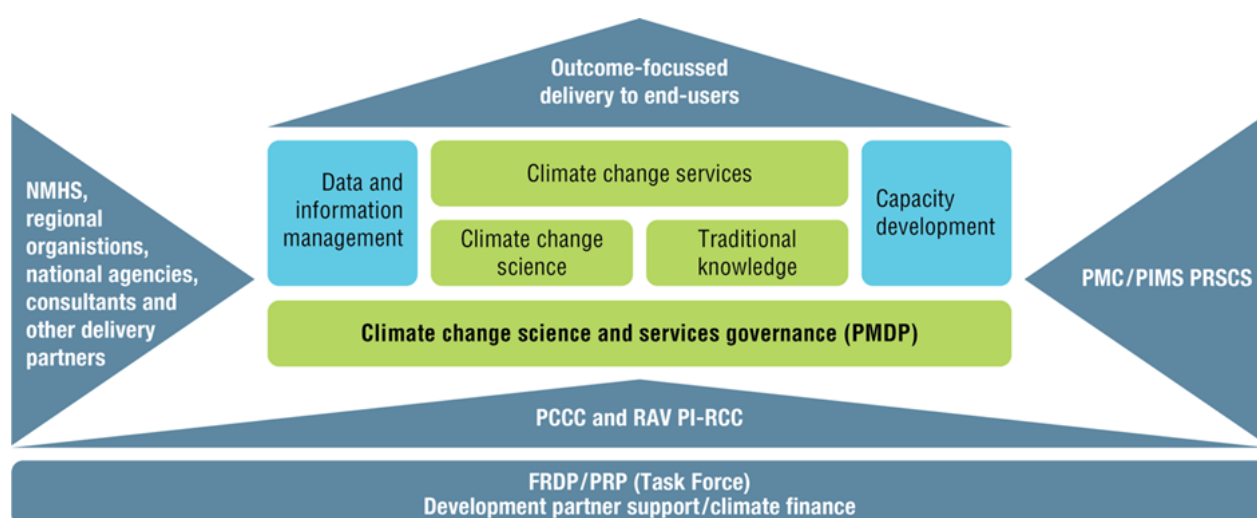 Outcome-focussed
delivery to end-users
NMHS,
regional
organistions,
national agencies,
consultants and
other delivery
partners
Data and
information
management
Climate change services
Climate change
science
Traditional
knowledge
Capacity
development
PMC/PIMS PRSCS
Climate change science and services governance (PMDP)
PCCC and RAV PI-RCC
FRDP/PRP (Task Force)
Development partner support/climate finance